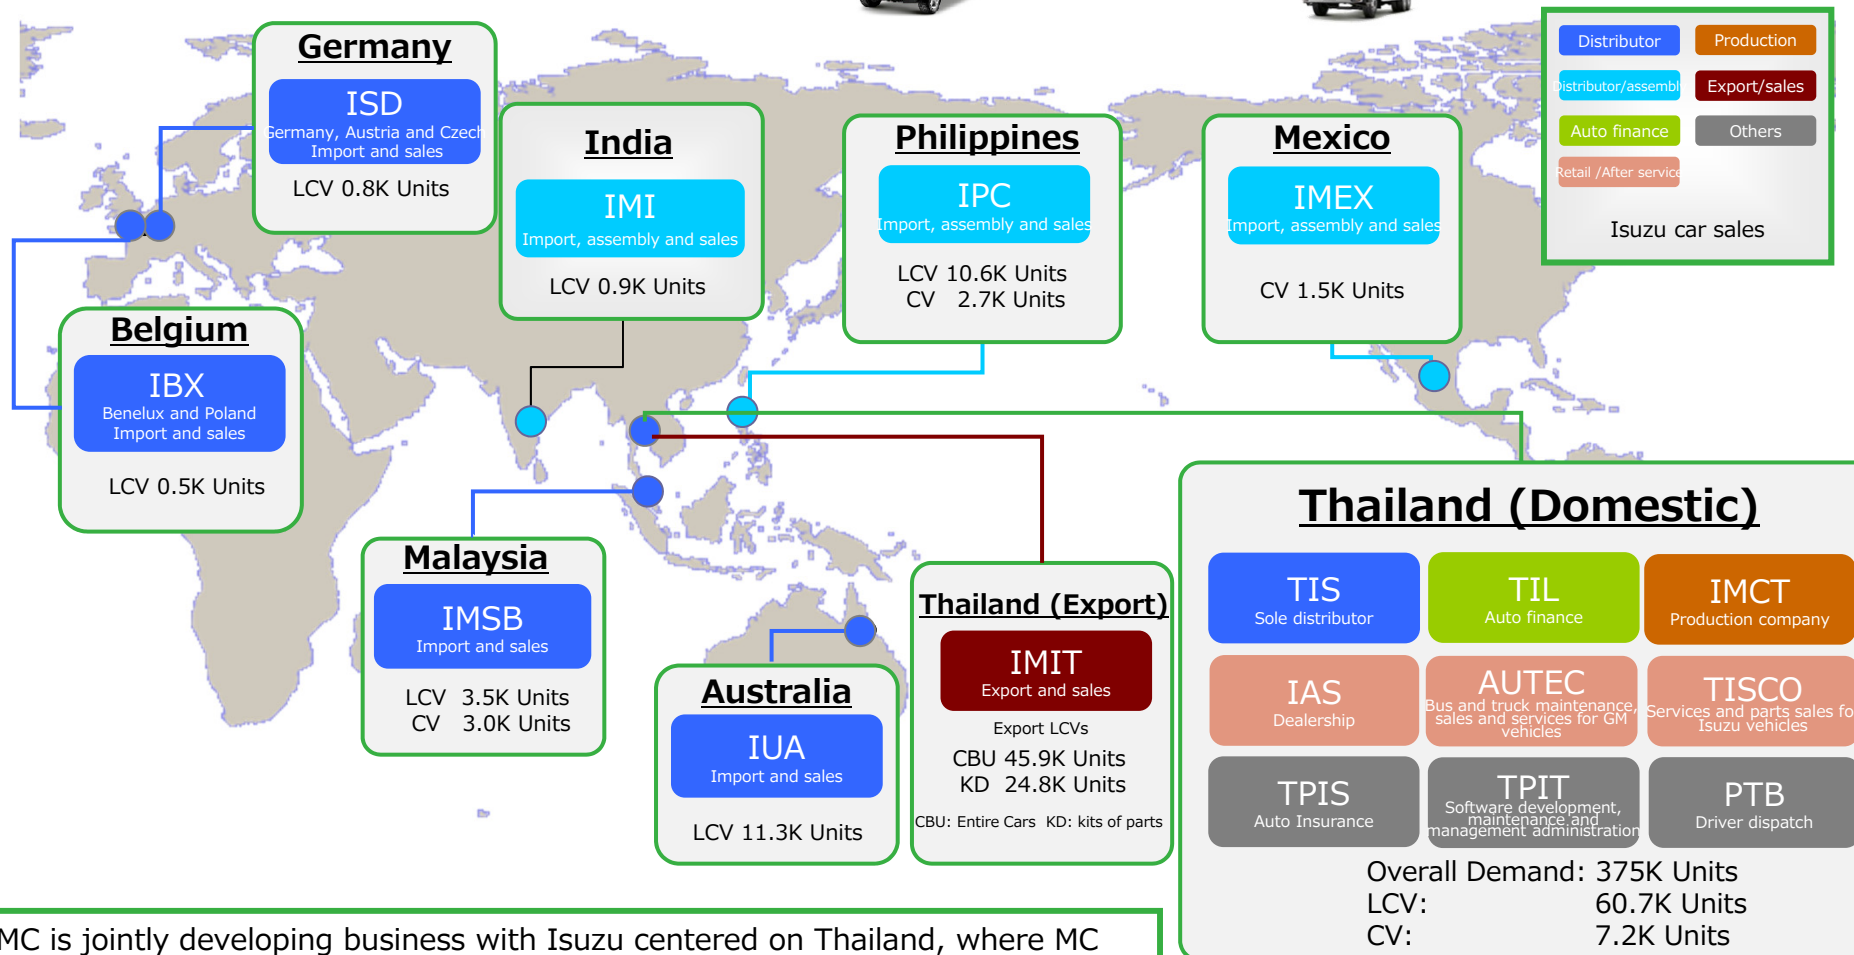 Germany
ISD
Germany, Austria and Czech
Import and sales
LCV 0.8K Units
India
IMI
Import, assembly and sales
LCV 0.9K Units
Philippines
IPC
Import, assembly and sales
LCV 10.6K Units
CV 2.7K Units
Mexico
IMEX
Import, assembly and sales
CV 1.5K Units
Distributor
Production
Distributor/assembl
Export/sales
Auto finance
Others
Retail /After service
Isuzu car sales
Belgium
IBX
Benelux and Poland
Import and sales
LCV 0.5K Units
Malaysia
IMSB
Import and sales
LCV 3.5K Units
CV 3.0K Units
Australia
IUA
Import and sales
LCV 11.3K Units
Thailand (Export)
IMIT
Export and sales
Export LCVs
CBU 45.9K Units
KD 24.8K Units
CBU: Entire Cars KD: kits of parts
Thailand (Domestic)
TIS
Sole distributor
TIL
Auto finance
IMCT
Production company
IAS
Dealership
AUTEC
Bus and truck maintenance,
sales and services for GM
vehicles
TISCO
Services and parts sales fo
Isuzu vehicles
TPIS
Auto Insurance
TPIT
Software development,
maintenance and
management administration
PTB
Driver dispatch
Overall Demand: 375K Units
LCV: 60.7K Units
CV: 7.2K Units
MC is jointly developing business with Isuzu centered on Thailand, where MC